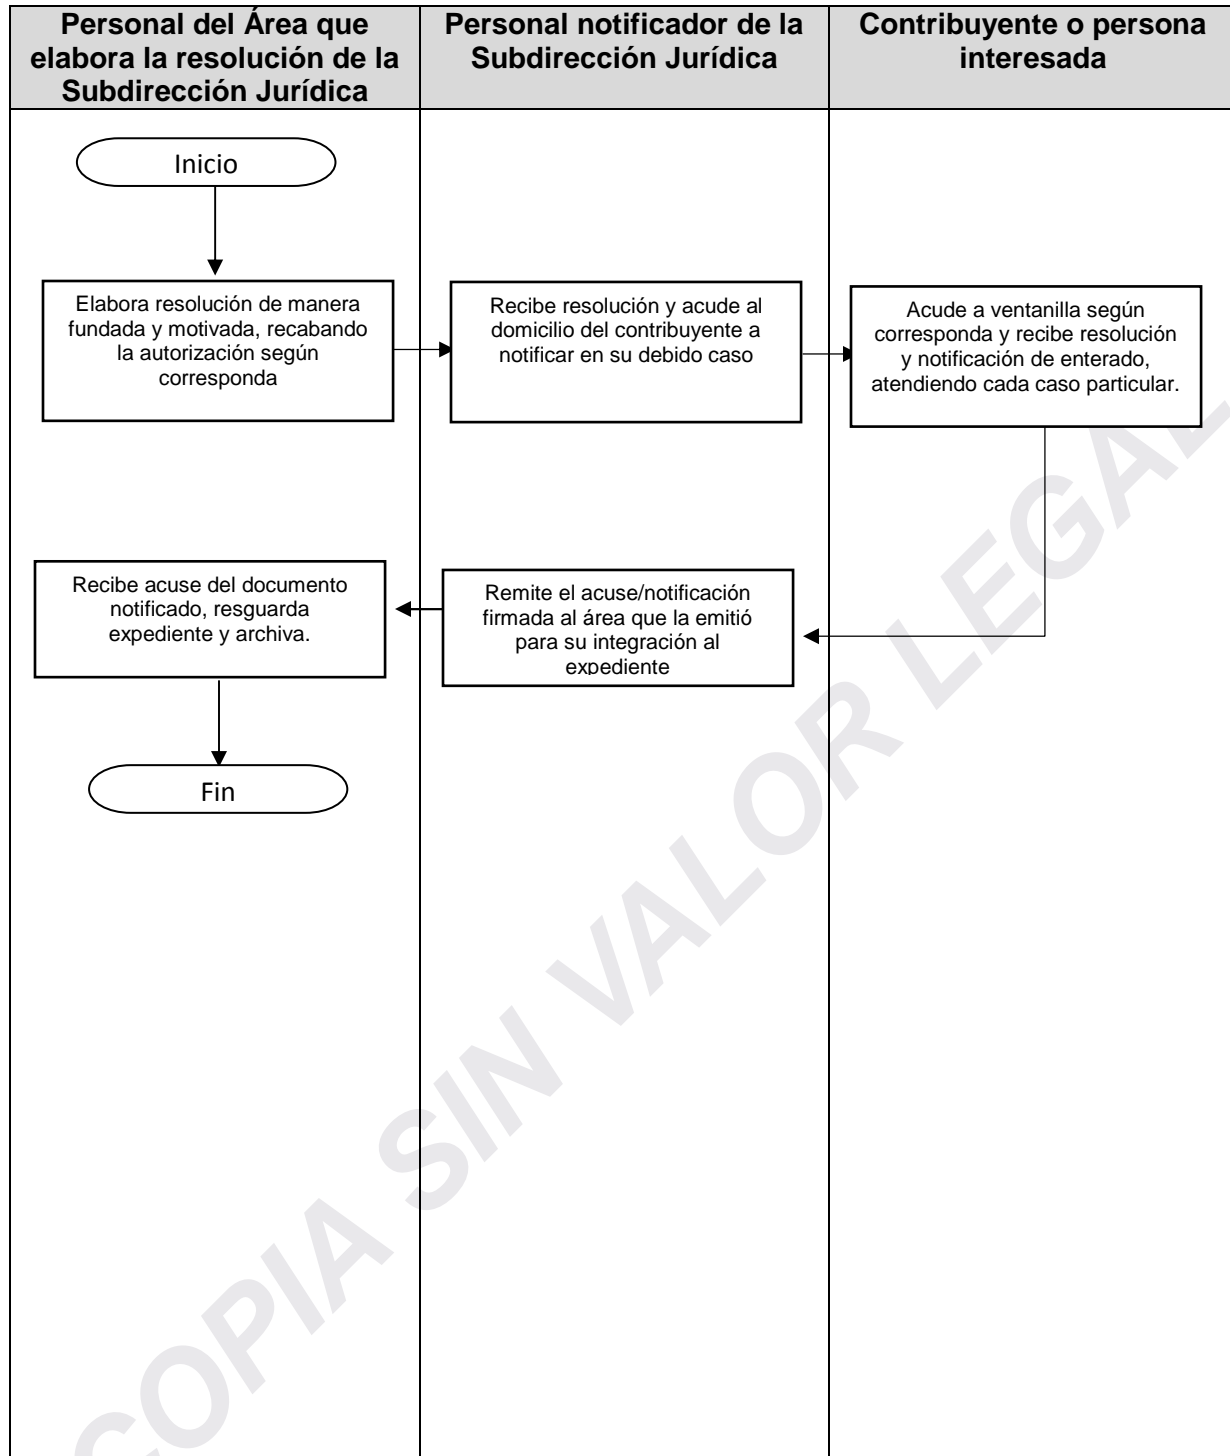 Personal del Área que
elabora la resolución de la
Subdirección Jurídica
Personal notificador de la
Subdirección Jurídica
Contribuyente o persona
interesada
Inicio
Elabora resolución de manera
fundada y motivada, recabando
la autorización según
corresponda
Recibe resolución y acude al
domicilio del contribuyente a
notificar en su debido caso
Acude a ventanilla según
corresponda y recibe resolución
y notificación de enterado,
atendiendo cada caso particular.
Remite el acuse/notificación
firmada al área que la emitió
para su integración al
expediente
Recibe acuse del documento
notificado, resguarda
expediente y archiva.
Fin
COPIA SIN VALOR LEGAL